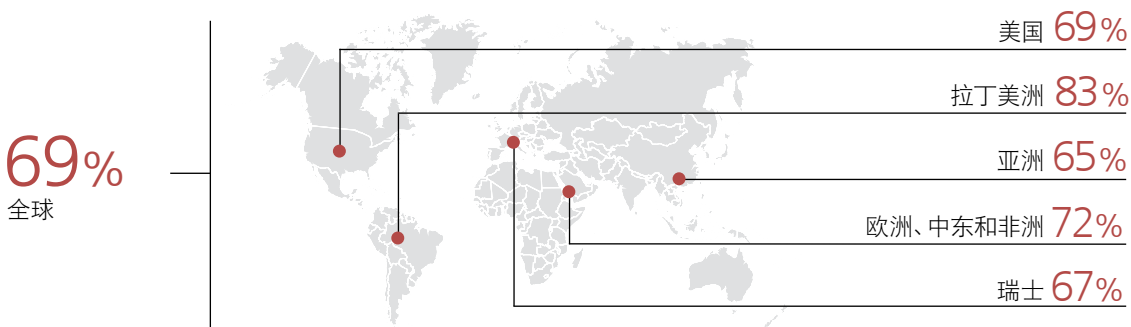 69%
全球
美国 69%
拉丁美洲 83%
亚洲 65%
欧洲、中东和非洲 72%
瑞士 67%